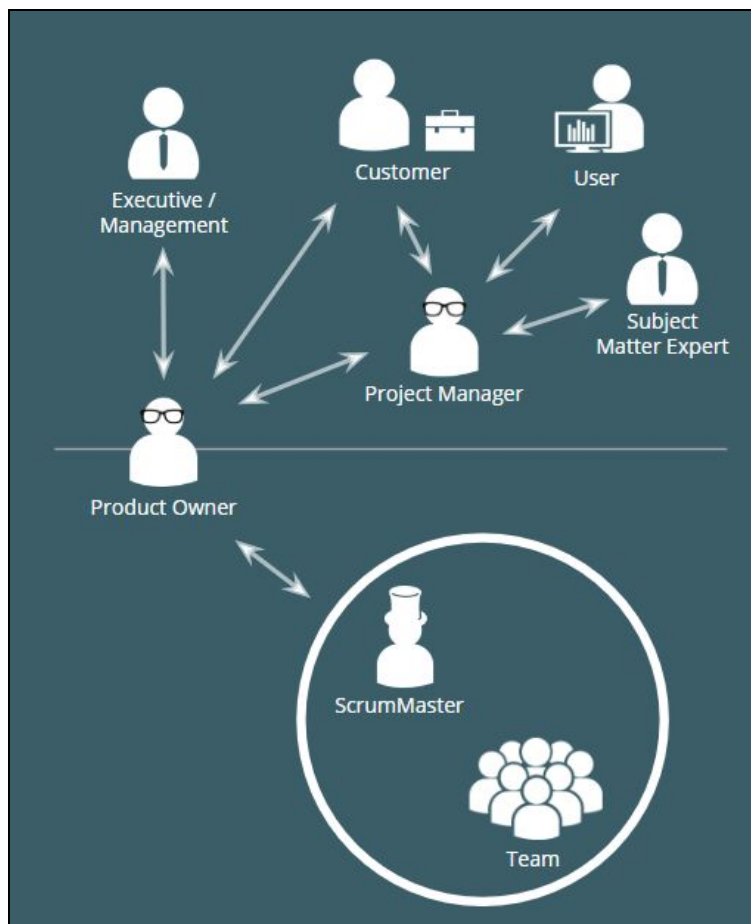 Executive /
Management
Customer
User
Subject
Matter Expert
Project Manager
Product Owner
ScrumMaster
Team